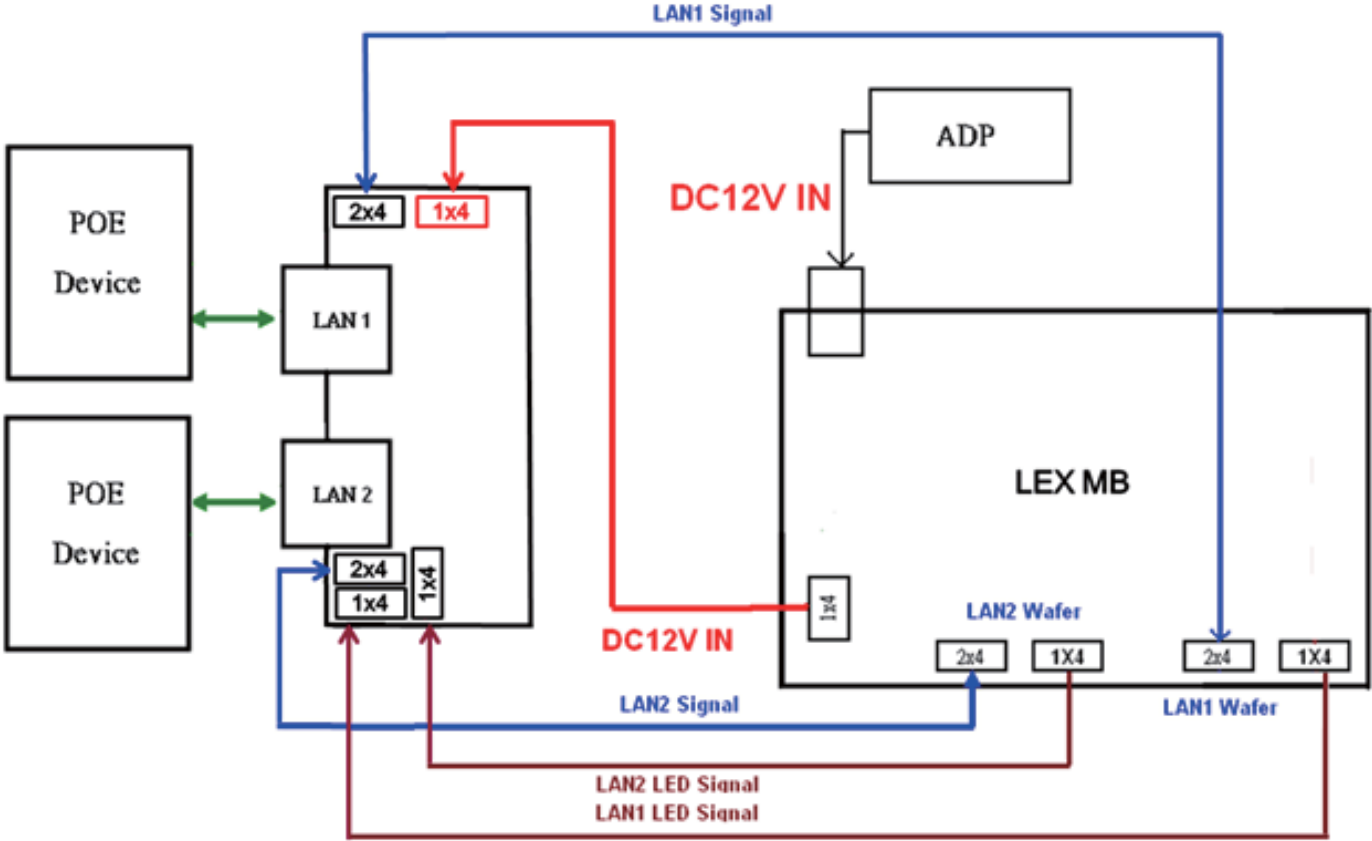 LAN1 Signal
ADP
DC12V IN
POE
Device
2x4
1x4
LAN 1
POE
Device
LAN 2
LEX MB
2x4
1x4
1x4
1x4
DC12V IN
LAN2 Wafer
2x4
1X4
2x4
1X4
LAN2 Signal
LAN1 Wafer
LAN2 LED Signal
LAN1 LED Signal